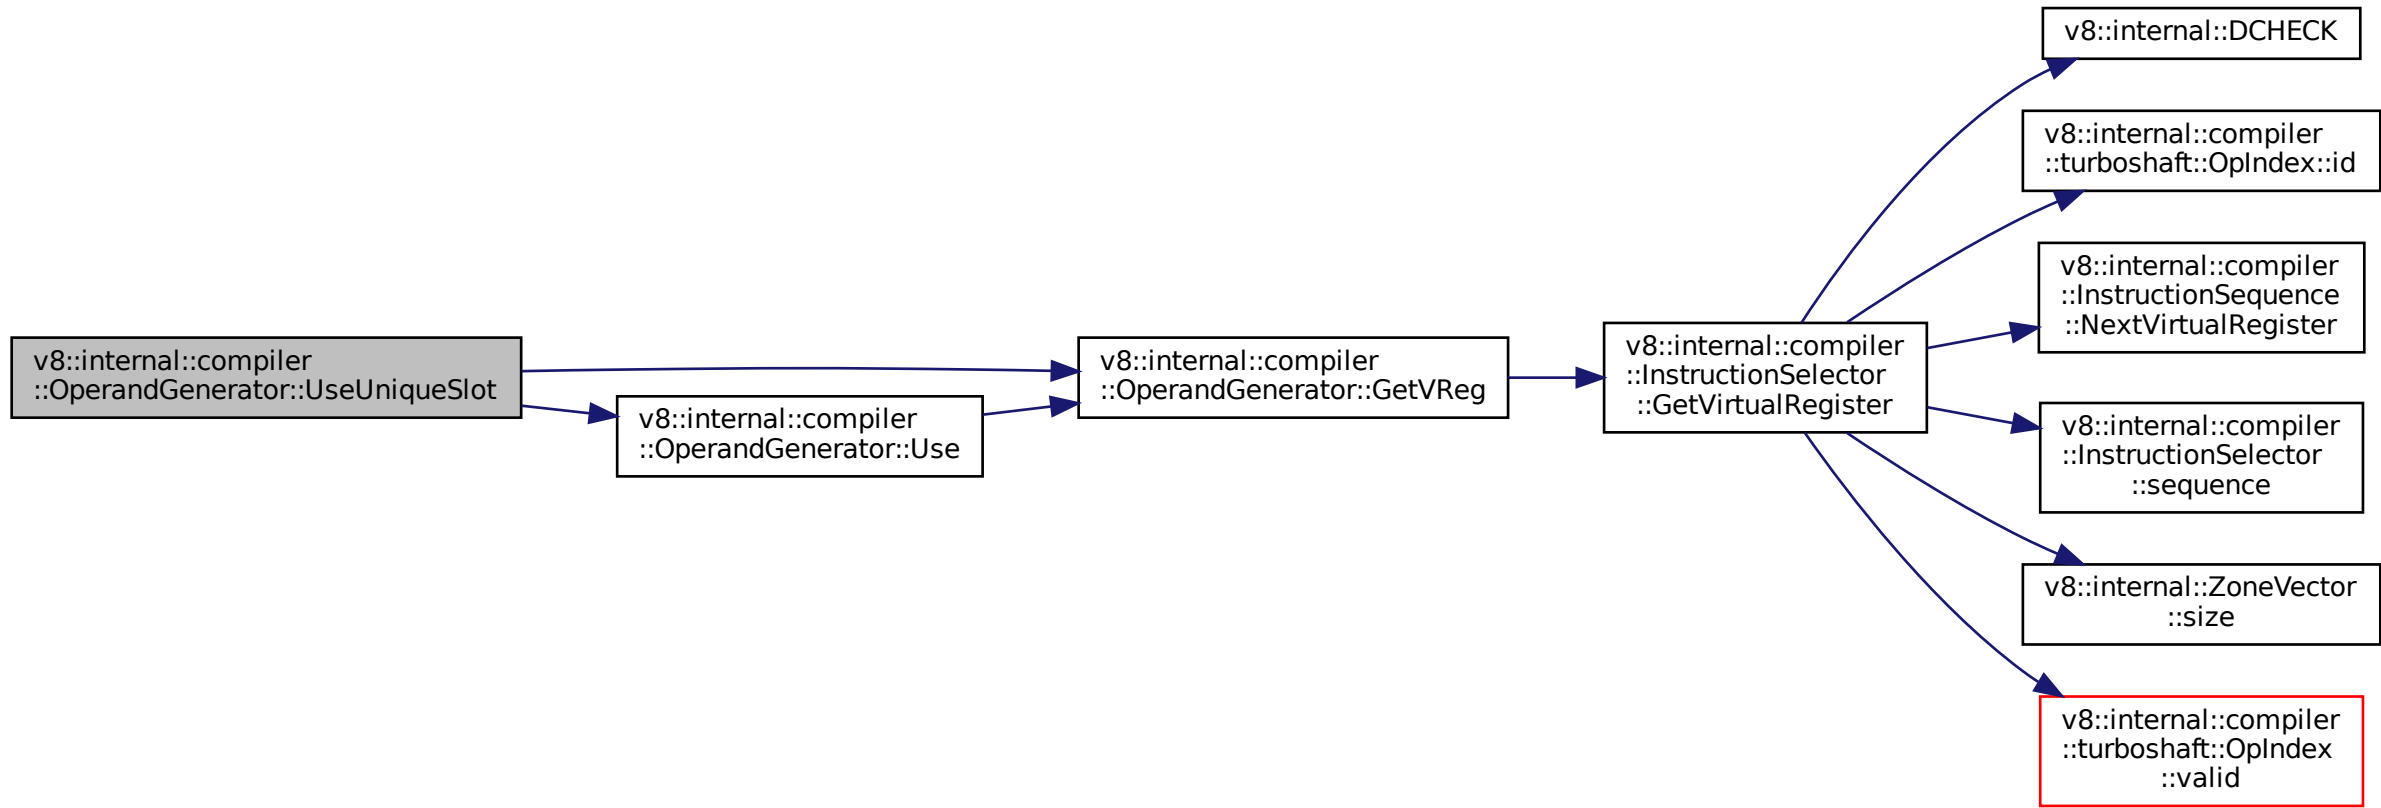 v8::internal::compiler
::OperandGenerator::UseUniqueSlot
v8::internal::compiler
::OperandGenerator::Use
v8::internal::compiler
::OperandGenerator::GetVReg
v8::internal::compiler
::InstructionSelector
::GetVirtualRegister
v8::internal::DCHECK
v8::internal::compiler
::turboshaft::OpIndex::id
v8::internal::compiler
::InstructionSequence
::NextVirtualRegister
v8::internal::compiler
::InstructionSelector
::sequence
v8::internal::ZoneVector
::size
v8::internal::compiler
::turboshaft::OpIndex
::valid